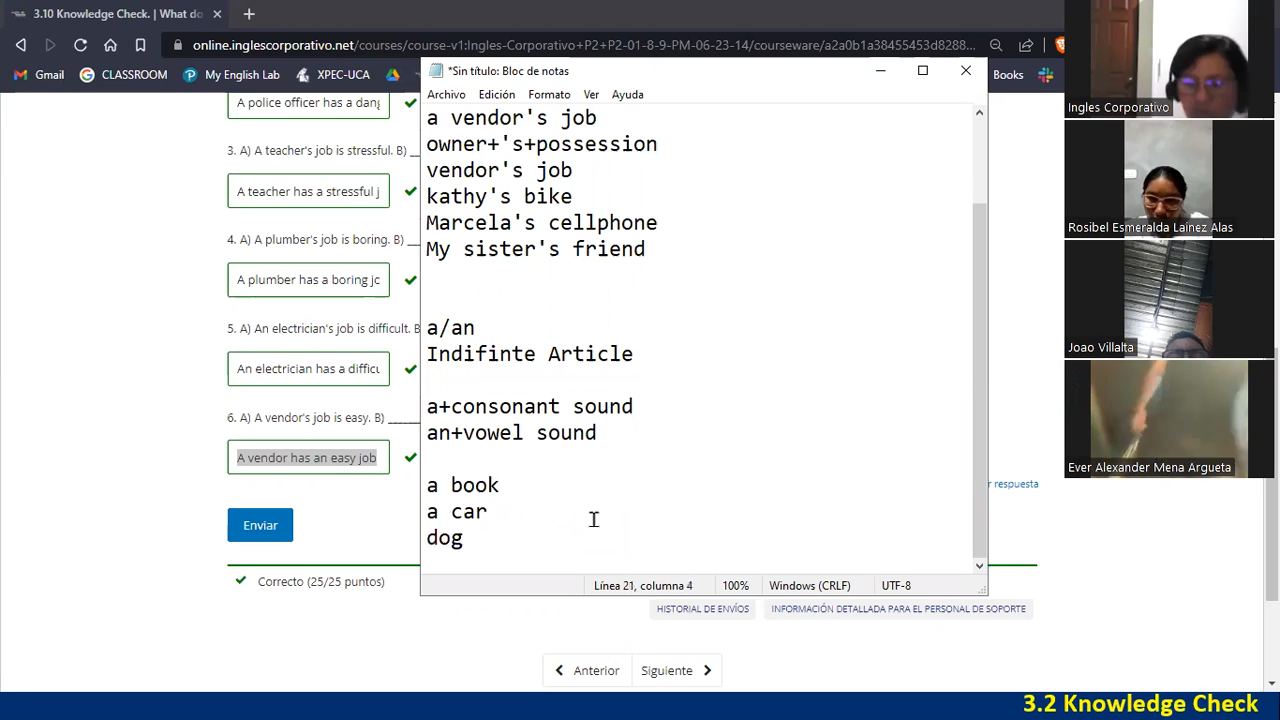 3.10 Knowledge Check. | What do
online.inglescorporativo.net/courses/course-v1:Ingles-Corporativo+P2+P2-01-8-9-PM-06-23-14/courseware/a2a0b1a38455453d8288...
Gmail
CLASSROOM
My English Lab
XPEC-UCA
Books
A police officer has a dang
3. A) A teacher's job is stressful. B) __
A teacher has a stressful j
4. A) A plumber's job is boring. B) __
A plumber has a boring jo
5. A) An electrician's job is difficult. B
An electrician has a difficu
6. A) A vendor's job is easy. B) ______
A vendor has an easy job
Enviar
Correcto (25/25 puntos)
r respuesta
HISTORIAL DE ENVÍOS
INFORMACIÓN DETALLADA PARA EL PERSONAL DE SOPORTE
Anterior
Siguiente
*Sin título: Bloc de notas
Archivo Edición Formato Ver Ayuda
a vendor's job
owner+'s+possession
vendor's job
kathy's bike
Marcela's cellphone
My sister's friend
a/an
Indifinte Article
a+consonant sound
an+vowel sound
a book
a car
dog
Línea 21, columna 4
100%
Windows (CRLF)
UTF-8
Ingles Corporativo
Rosibel Esmeralda Laínez Alas
Joao Villalta
Ever Alexander Mena Argueta
3.2 Knowledge Check